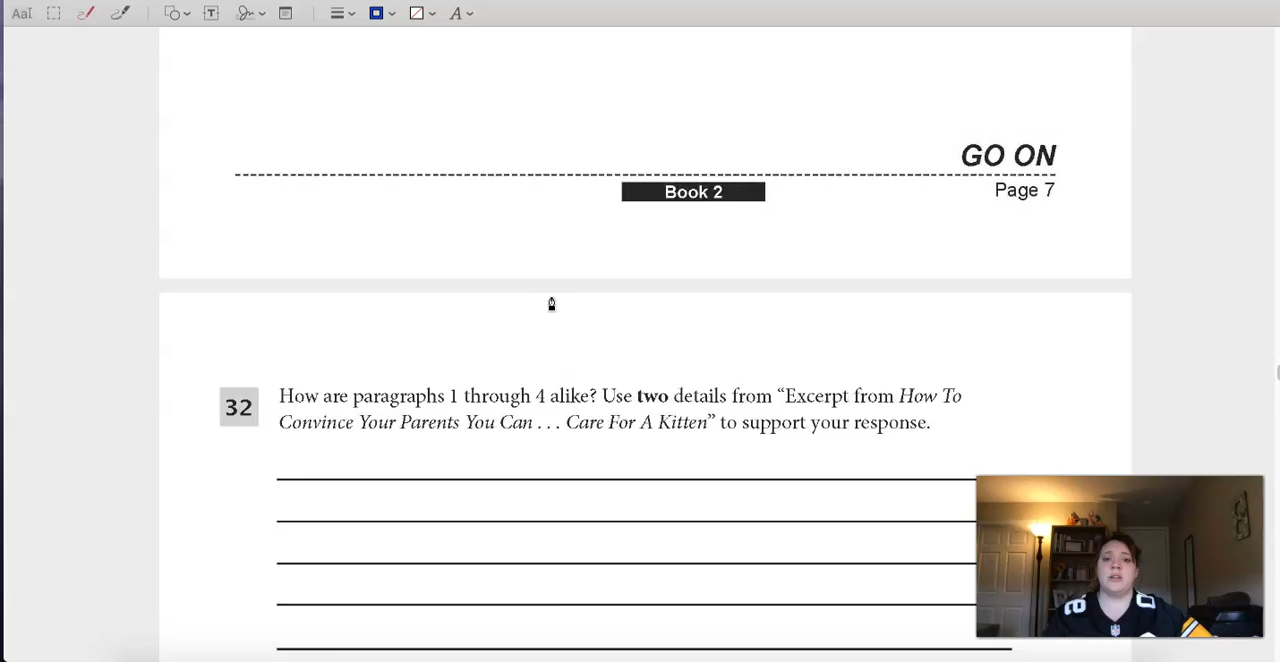 AaI
T
A
GO ON
Book 2
Page 7
32
How are paragraphs 1 through 4 alike? Use two details from “Excerpt from How To
Convince Your Parents You Can . . . Care For A Kitten” to support your response.